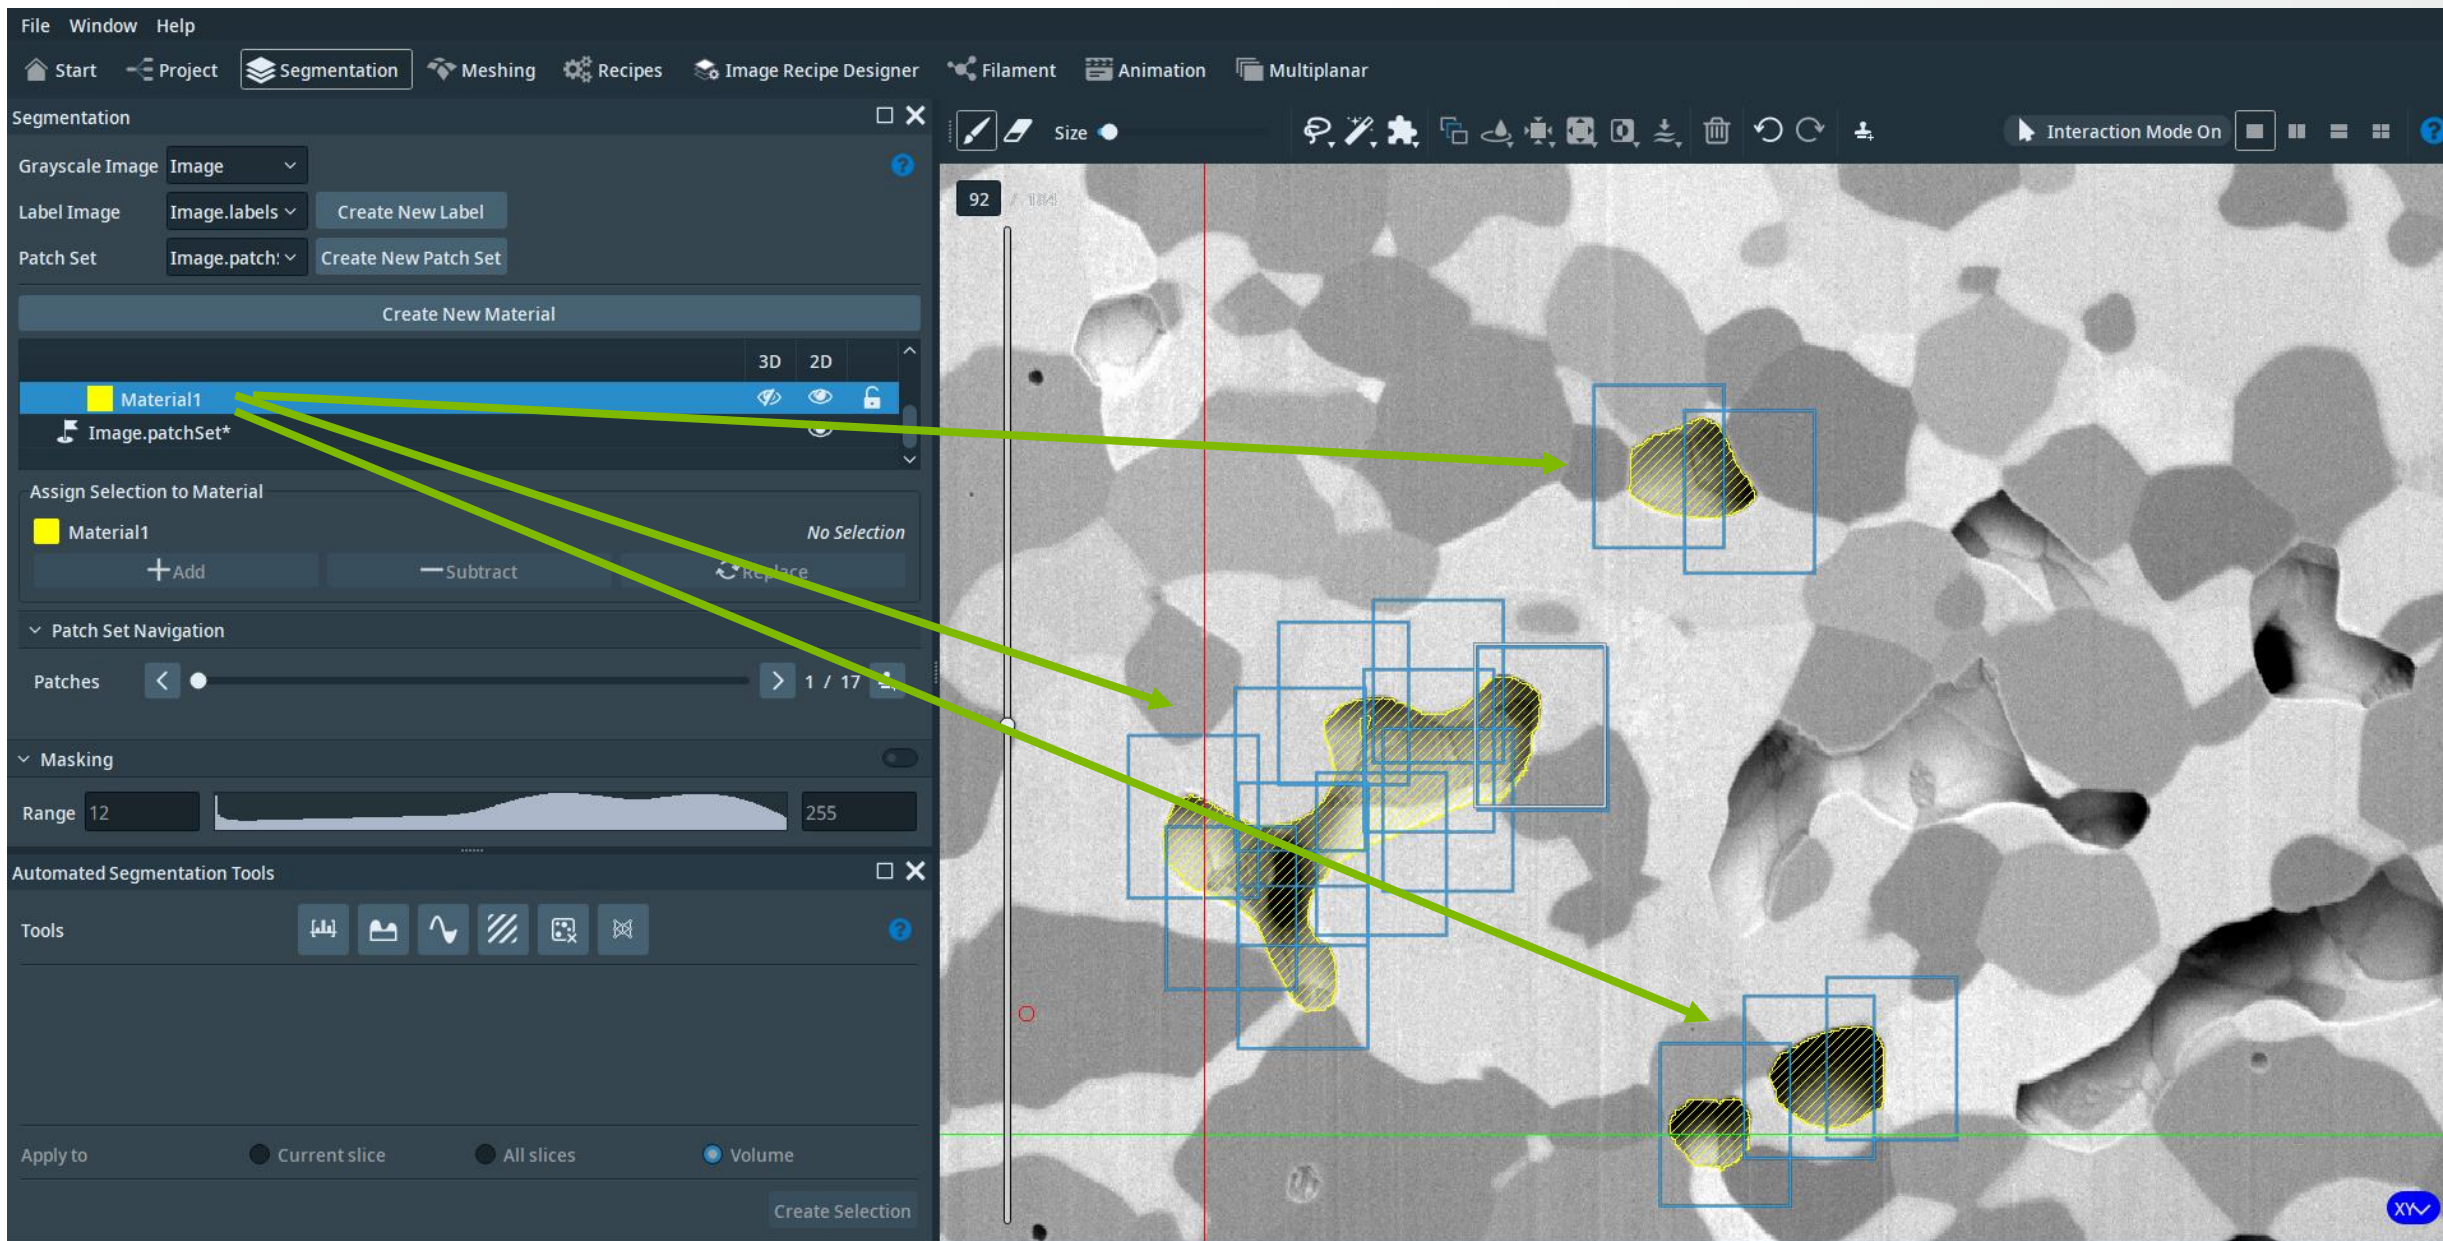 File Window Help
Start Project Segmentation Meshing Recipes Image Recipe Designer Filament Animation Multiplanar
Segmentation
Size
Interaction Mode On
Grayscale Image Image
Label Image Image.labels Create New Label
92 / 184
Patch Set Image.patch: Create New Patch Set
Create New Material
3D 2D
Material1
Image.patchSet*
Assign Selection to Material
Material1 No Selection
Add Subtract Replace
Patch Set Navigation
Patches 1 / 17
Masking
Range 12 255
Automated Segmentation Tools
Tools
Apply to Current slice All slices Volume
Create Selection
XY